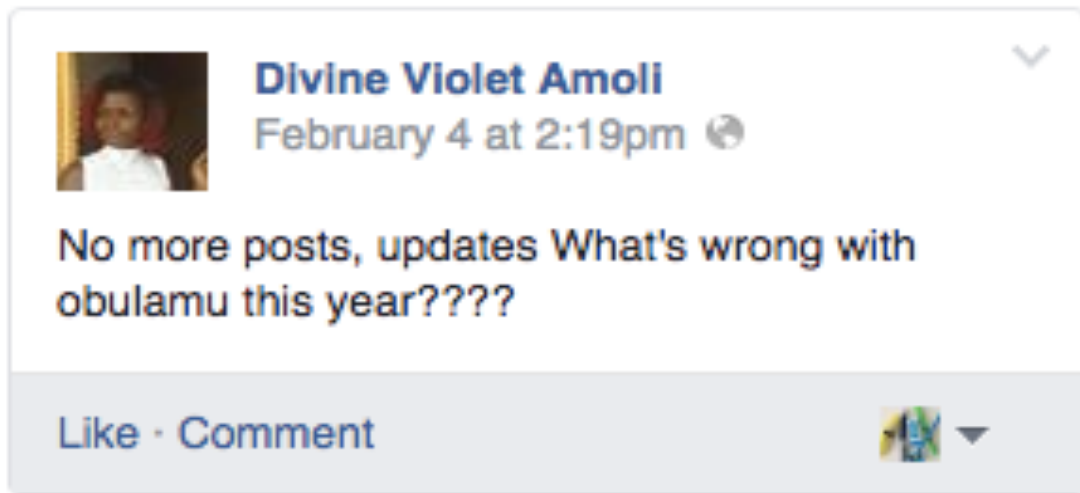 Divine Violet Amoli
February 4 at 2:19pm
No more posts, updates What's wrong with
obulamu this year????
Like · Comment